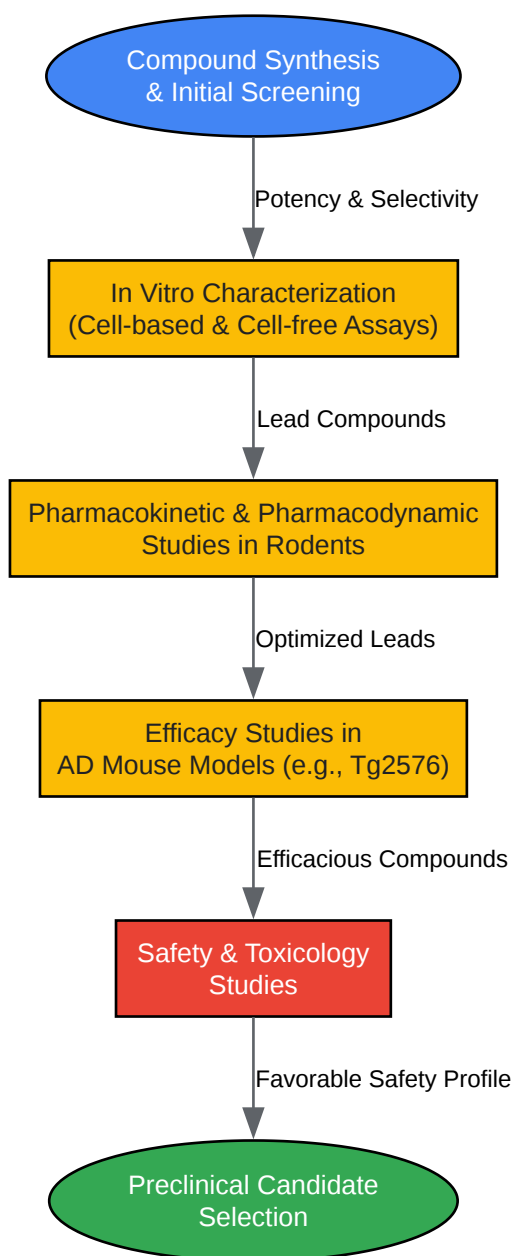 Compound Synthesis
& Initial Screening
Potency & Selectivity
In Vitro Characterization
(Cell-based & Cell-free Assays)
Lead Compounds
Pharmacokinetic & Pharmacodynamic
Studies in Rodents
Optimized Leads
Efficacy Studies in
AD Mouse Models (e.g., Tg2576)
Efficacious Compounds
Safety & Toxicology
Studies
Favorable Safety Profile
Preclinical Candidate
Selection